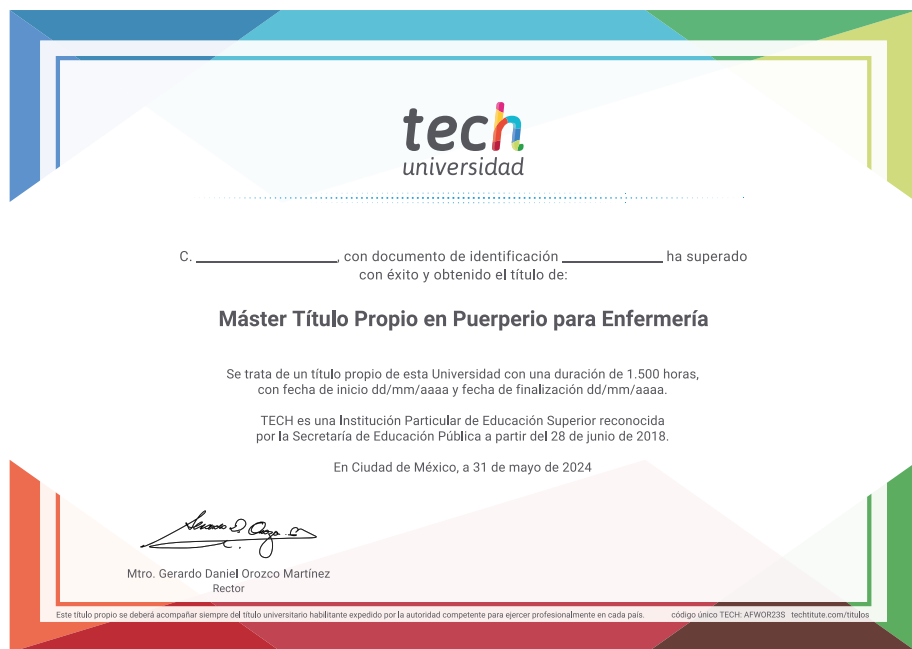 tech
universidad
C. ____________________, con documento de identificación ______________ ha superado
con éxito y obtenido el título de:
Máster Título Propio en Puerperio para Enfermería
Se trata de un título propio de esta Universidad con una duración de 1.500 horas,
con fecha de inicio dd/mm/aaaa y fecha de finalización dd/mm/aaaa.
TECH es una Institución Particular de Educación Superior reconocida
por la Secretaría de Educación Pública a partir del 28 de junio de 2018.
En Ciudad de México, a 31 de mayo de 2024
Mtro. Gerardo Daniel Orozco Martínez
Rector
Este título propio se deberá acompañar siempre del título universitario habilitante expedido por la autoridad competente para ejercer profesionalmente en cada país. código único TECH: AFWOR23S techtitute.com/titulos